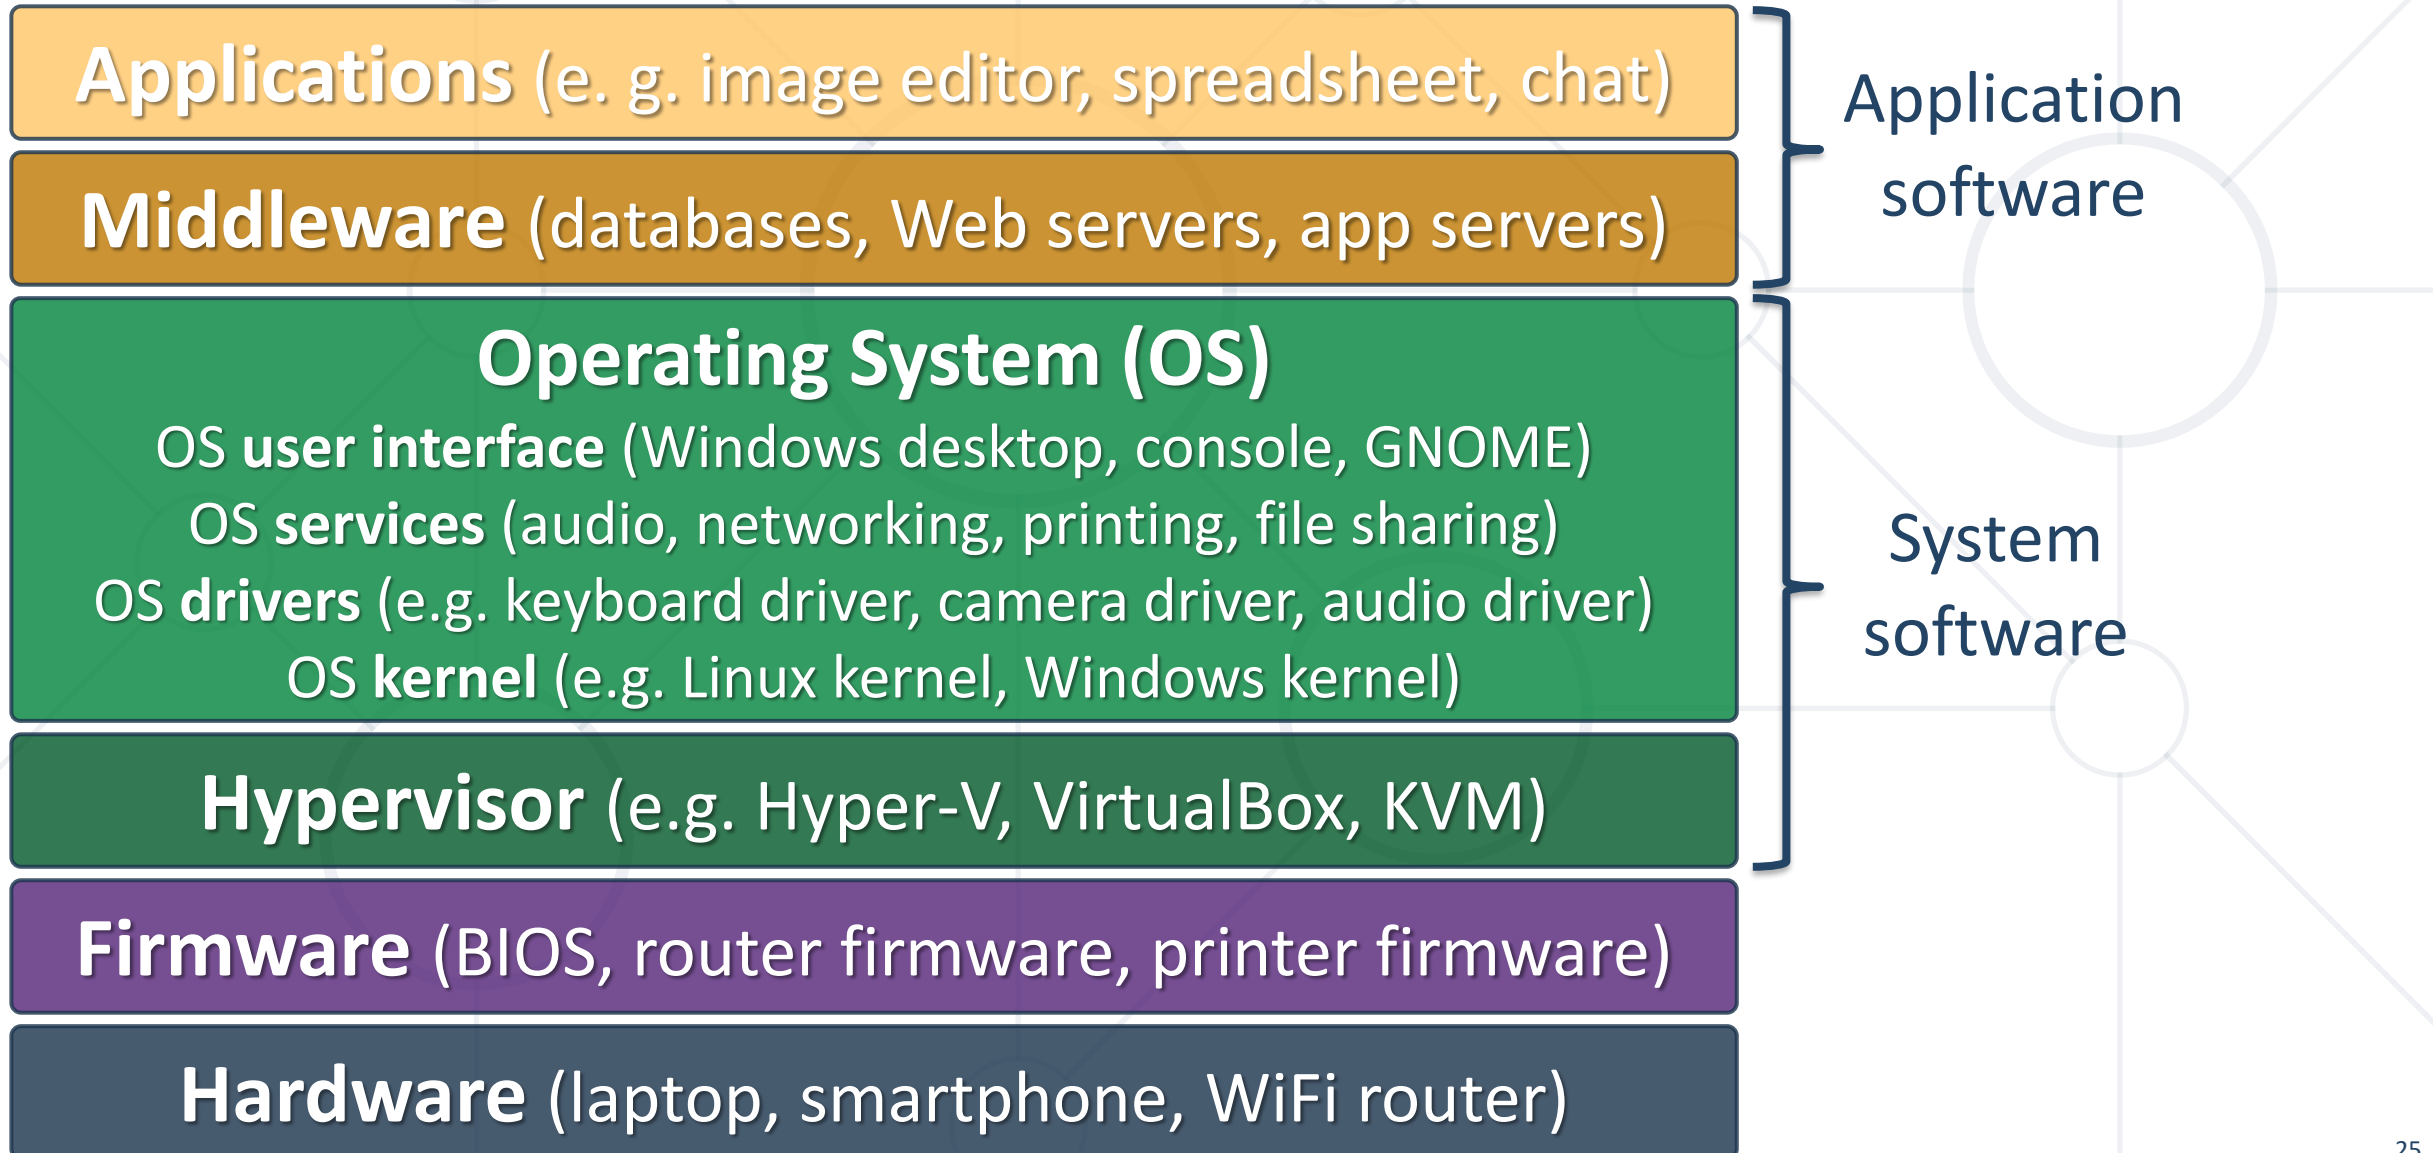 Applications (e. g. image editor, spreadsheet, chat)
Middleware (databases, Web servers, app servers)
Application
software
Operating System (OS)
OS user interface (Windows desktop, console, GNOME)
OS services (audio, networking, printing, file sharing)
OS drivers (e.g. keyboard driver, camera driver, audio driver)
OS kernel (e.g. Linux kernel, Windows kernel)
Hypervisor (e.g. Hyper-V, VirtualBox, KVM)
System
software
Firmware (BIOS, router firmware, printer firmware)
Hardware (laptop, smartphone, WiFi router)
25